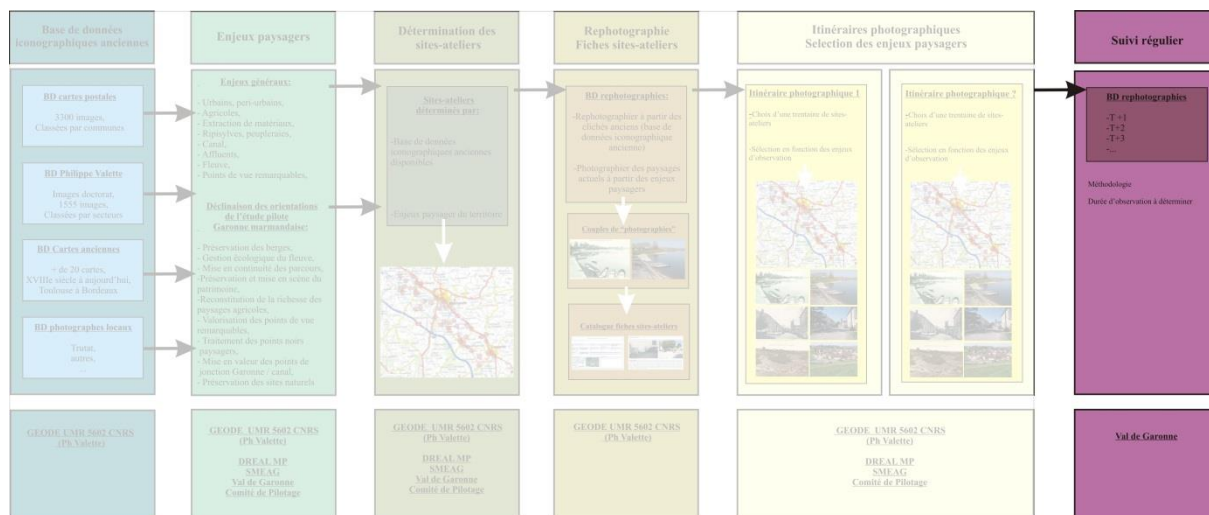 Base de données
iconographiques anciennes
BD cartes postales
3300 images,
Classées par communes
BD Philippe Valette
Images doctorat,
1555 images,
Classées par secteurs
BD Cartes anciennes
+ de 20 cartes,
XVIIIe siècle à aujourd'hui,
Toulouse à Bordeaux
BD photographes locaux
Trutat,
autres,
...
GEODE UMR 5602 CNRS
(Ph Valette)
Enjeux paysagers
Enjeux généraux:
- Urbains, péri-urbains,
- Agricoles,
- Extraction de matériaux,
- Ripisylves, peupleraies,
- Canal,
- Affluents,
- Fleuve,
- Points de vue remarquables,
Déclinaison des orientations
de l'étude pilote
Garonne marmandaise:
- Préservation des berges,
- Gestion écologique du fleuve,
- Mise en continuité des parcours,
-Préservation et mise en scène du
patrimoine,
-Reconstitution de la richesse des
paysages agricoles,
- Valorisation des points de vue
remarquables,
- Traitement des points noirs
paysagers,
- Mise en valeur des points de
jonction Garonne / canal,
- Préservation des sites naturels
GEODE UMR 5602 CNRS
(Ph Valette)
DREAL MP
SMEAG
Val de Garonne
Comité de Pilotage
Détermination des
sites-ateliers
Sites-ateliers
déterminés par:
-Base de données
iconographiques anciennes
disponibles
-Enjeux paysager du territoire
GEODE UMR 5602 CNRS
(Ph Valette)
DREAL MP
SMEAG
Val de Garonne
Comité de Pilotage
Rephotographie
Fiches sites-ateliers
BD rephotographies:
-Rephotographier à partir des
clichés anciens (base de
données iconographique
ancienne)
-Photographier des paysages
actuels à partir des enjeux
paysagers
Couples de "photographies"
Catalogue fiches sites-ateliers
GEODE UMR 5602 CNRS
(Ph Valette)
Itinéraires photographiques
Selection des enjeux paysagers
Itinéraire photographique 1
-Choix d'une trentaine de sites-
ateliers
-Sélection en fonction des enjeux
d'observation
Itinéraire photographique ?
-Choix d'une trentaine de sites-
ateliers
-Sélection en fonction des enjeux
d'observation
GEODE UMR 5602 CNRS
(Ph Valette)
DREAL MP
SMEAG
Comité de Pilotage
Suivi régulier
BD rephotographies
-T +1
-T+2
-T+3
-...
Méthodologie
Durée d'observation à déterminer
Val de Garonne